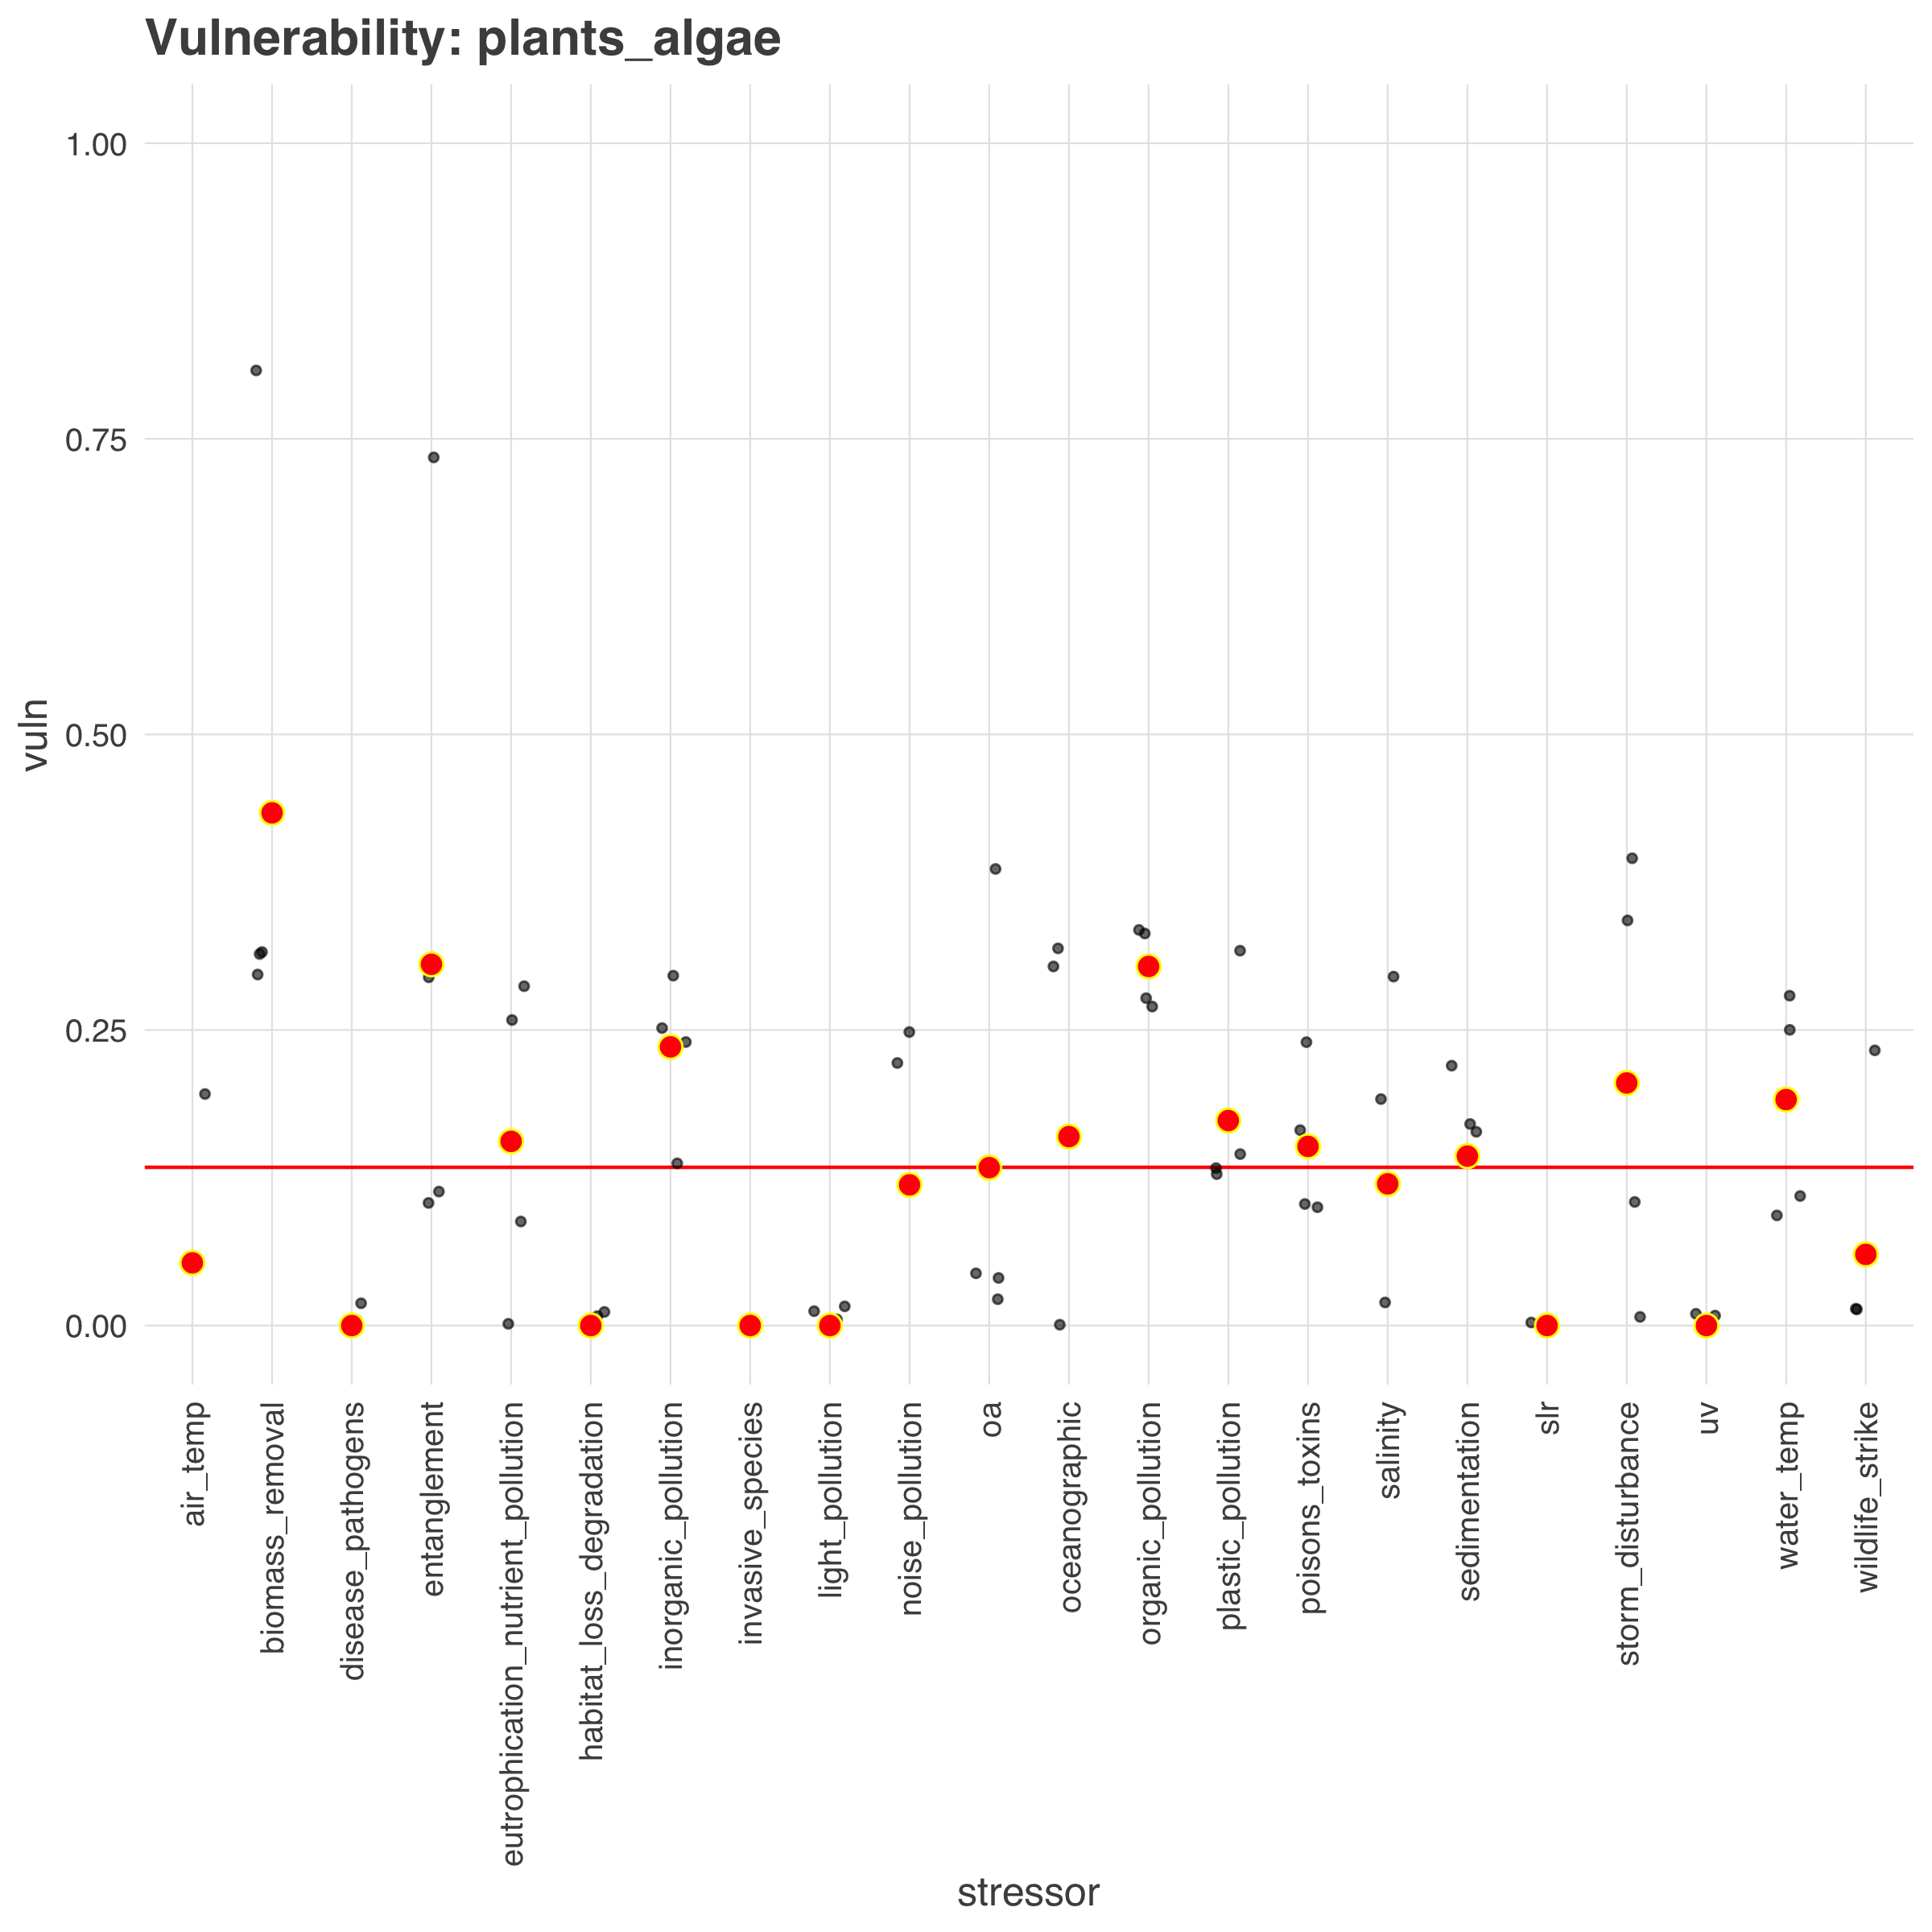 Vulnerability: plants_algae
1.00
0.75
0.50
0.25
0.00
vuln
air_temp
biomass_removal
disease_pathogens
entanglement
eutrophication_nutrient_pollution
habitat_loss_degradation
inorganic_pollution
invasive_species
light_pollution
noise_pollution
oa
oceanographic
organic_pollution
plastic_pollution
poisons_toxins
salinity
sedimentation
slr
storm_disturbance
uv
water_temp
wildlife_strike
stressor